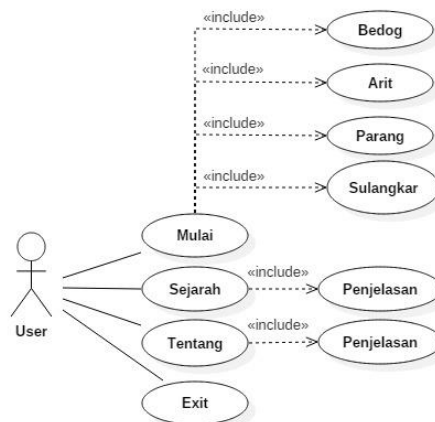 «include»
Bedog
«include»
Arit
«include»
Parang
«include»
Sulangkar
Mulai
User
Sejarah
«include»
Penjelasan
Tentang
«include»
Penjelasan
Exit